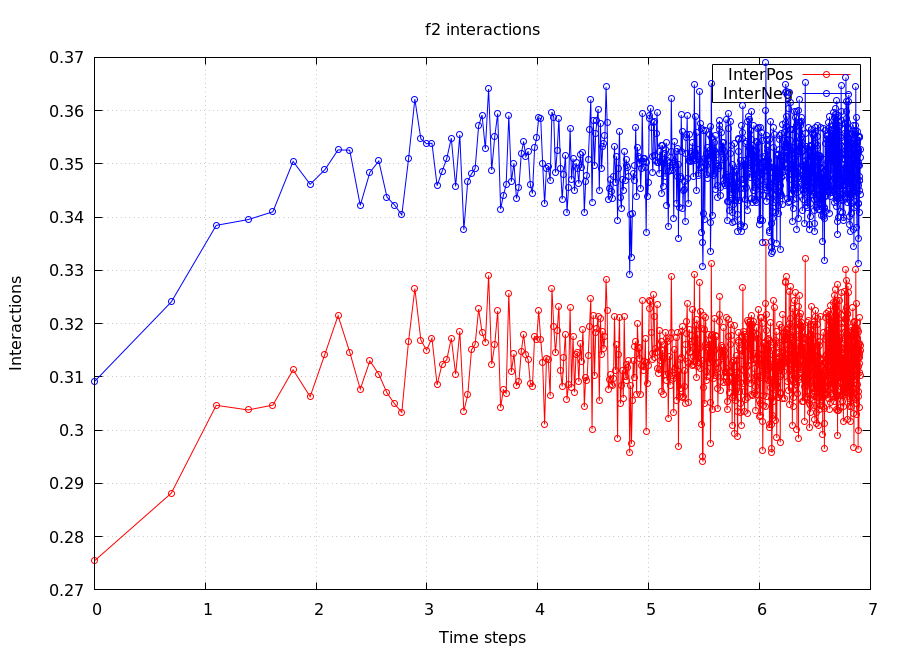 f2 interactions
InterPos
InterNeg
0.37
0.36
0.35
0.34
0.33
0.32
0.31
0.3
0.29
0.28
0.27
Interactions
0 1 2 3 4 5 6 7
Time steps